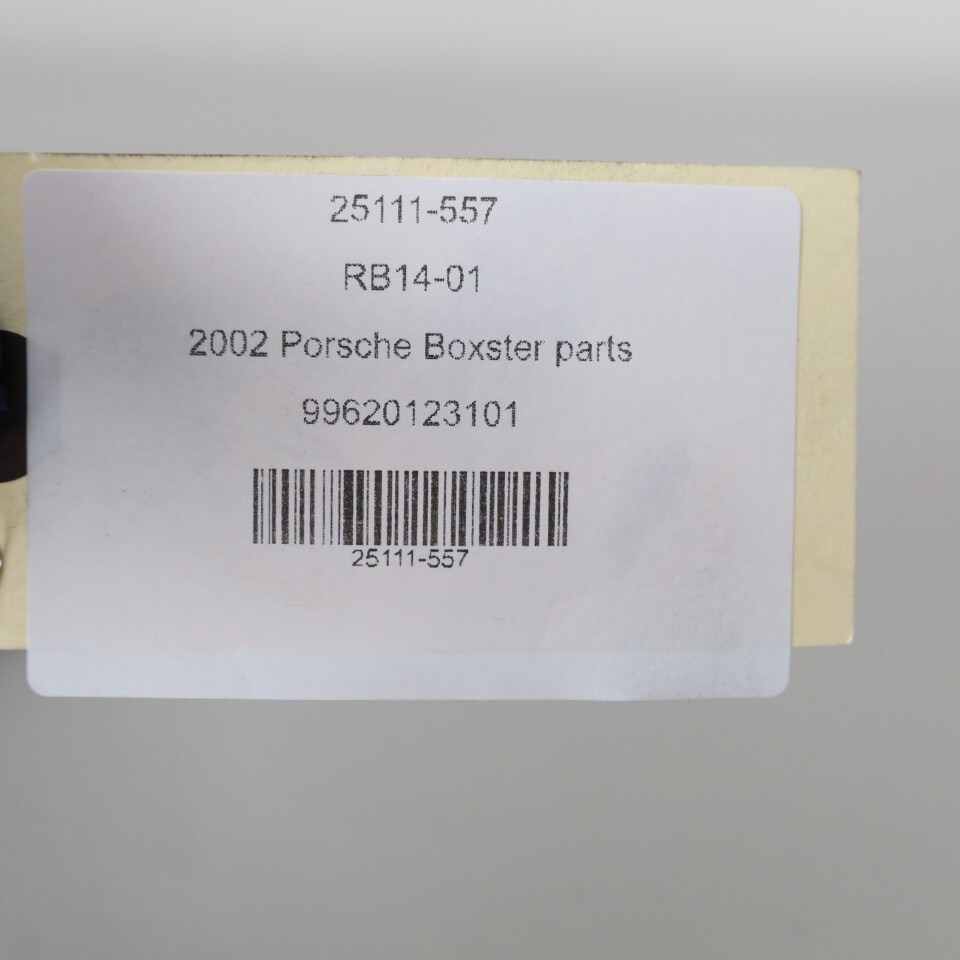 25111-557
RB14-01
2002 Porsche Boxster parts
99620123101
25111-557